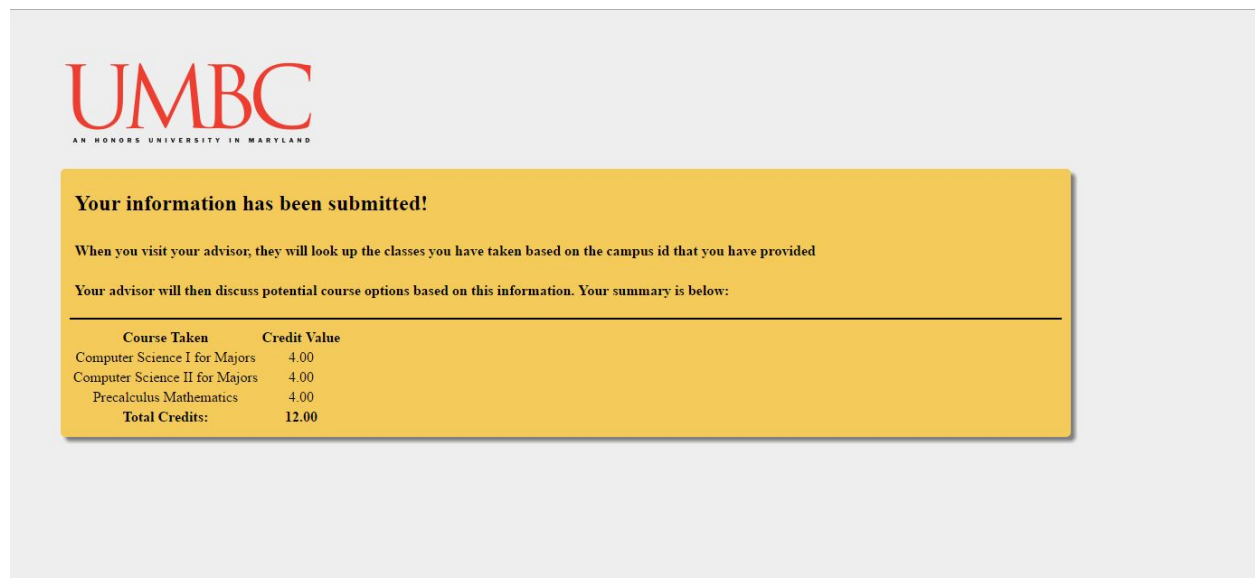 UMBC
AN HONORS UNIVERSITY IN MARYLAND
Your information has been submitted!
When you visit your advisor, they will look up the classes you have taken based on the campus id that you have provided
Your advisor will then discuss potential course options based on this information. Your summary is below:
Course Taken Credit Value
Computer Science I for Majors 4.00
Computer Science II for Majors 4.00
Precalculus Mathematics 4.00
Total Credits: 12.00